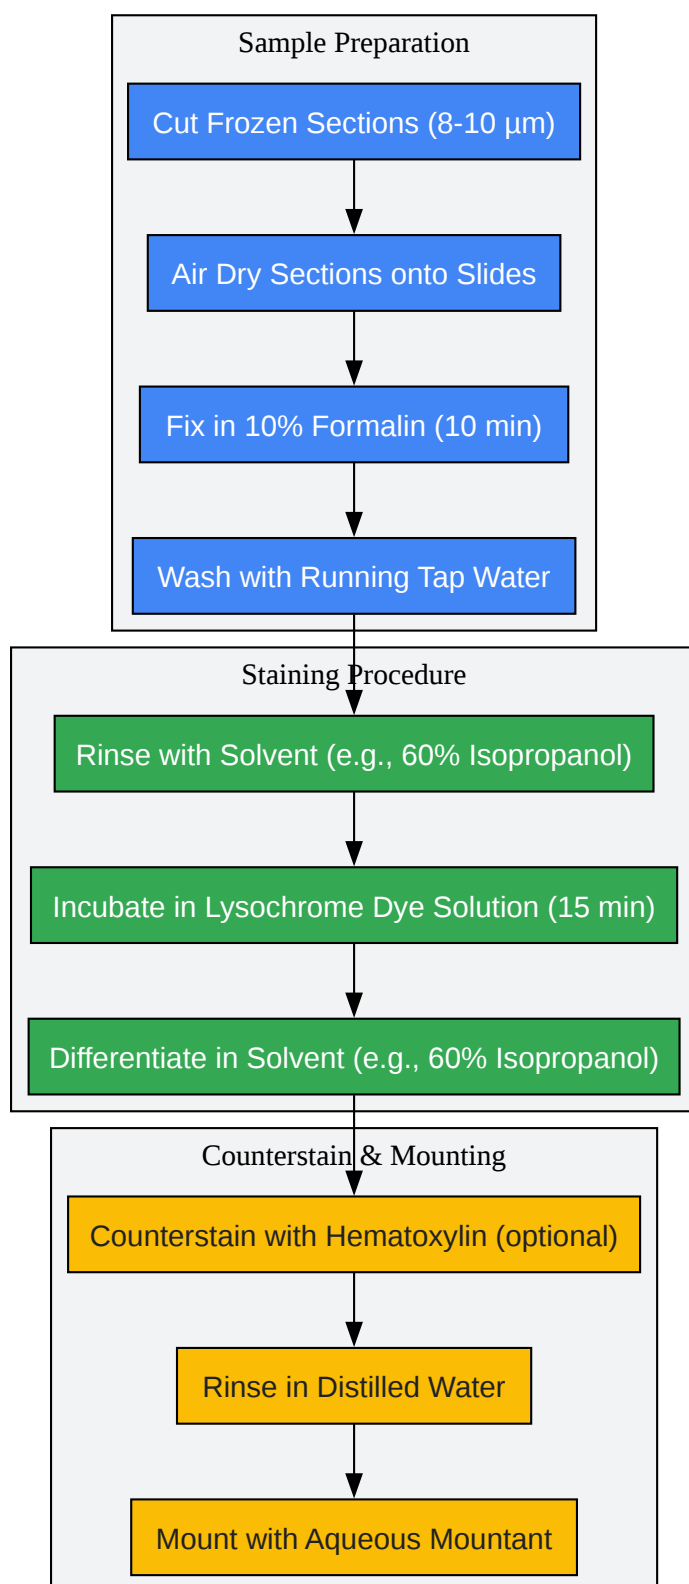 Sample Preparation
Cut Frozen Sections (8-10 µm)
Air Dry Sections onto Slides
Fix in 10% Formalin (10 min)
Wash with Running Tap Water
Staining Procedure
Rinse with Solvent (e.g., 60% Isopropanol)
Incubate in Lysochrome Dye Solution (15 min)
Differentiate in Solvent (e.g., 60% Isopropanol)
Counterstain & Mounting
Counterstain with Hematoxylin (optional)
Rinse in Distilled Water
Mount with Aqueous Mountant